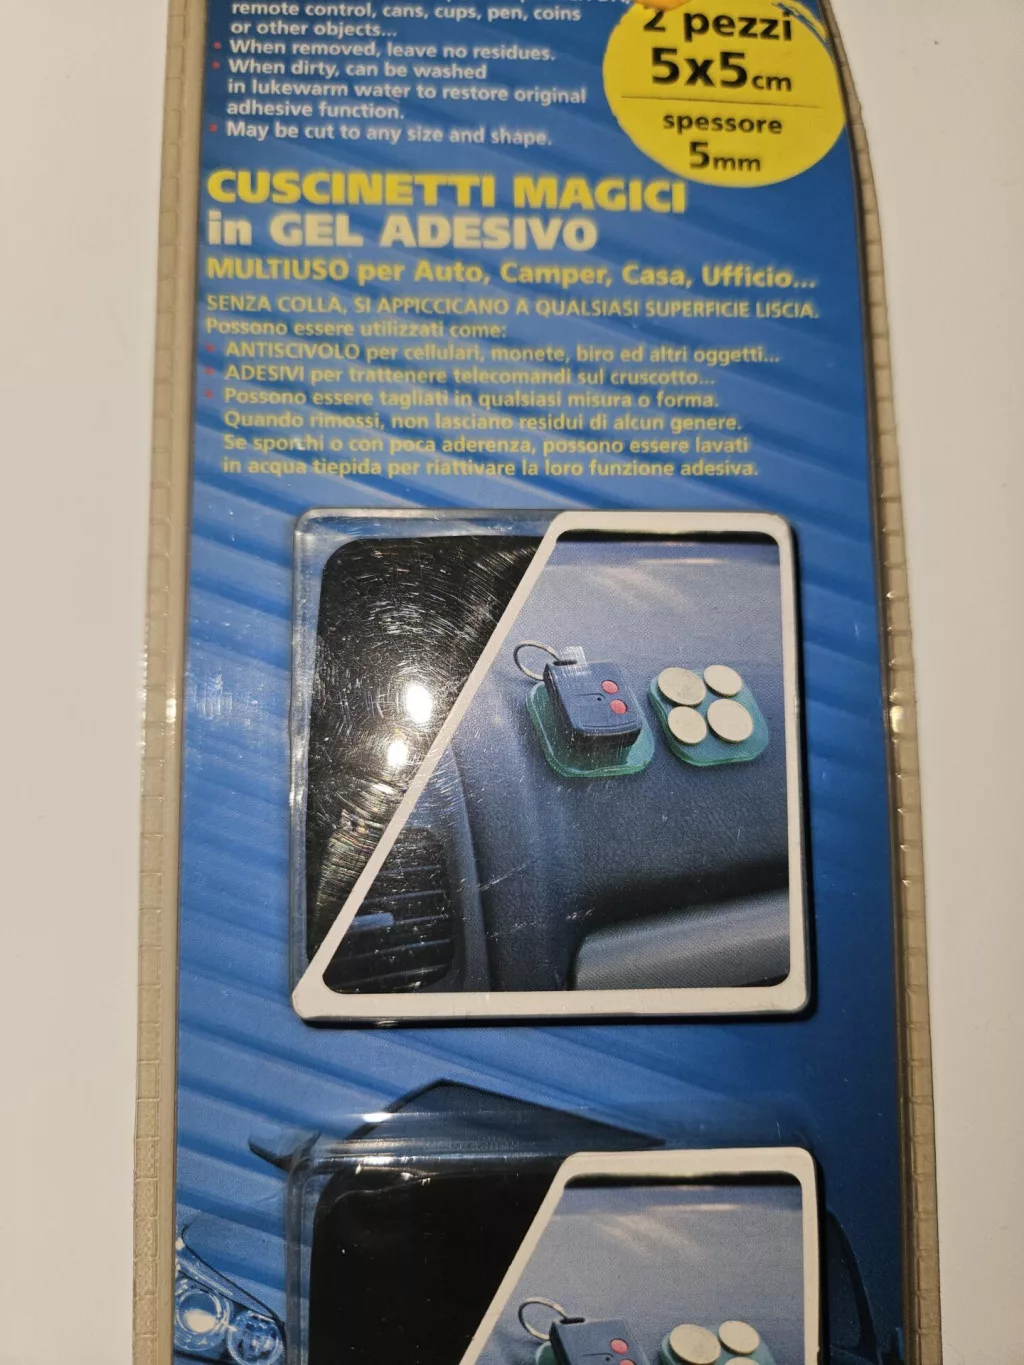 remote control, cans, cups, pen, coins
or other objects...
When removed, leave no residues.
When dirty, can be washed
in lukewarm water to restore original
adhesive function.
May be cut to any size and shape.
2 pezzi
5x5cm
spessore
5mm
CUSCINETTI MAGICI
in GEL ADESIVO
MULTIUSO per Auto, Camper, Casa, Ufficio...
SENZA COLLA, SI APPICCICANO A QUALSIASI SUPERFICIE LISCIA.
Possono essere utilizzati come:
ANTISCIVOLO per cellulari, monete, biro ed altri oggetti...
ADESIVI per trattenere telecomandi sul cruscotto...
Possono essere tagliati in qualsiasi misura o forma.
Quando rimossi, non lasciano residui di alcun genere.
Se sporchi o con poca aderenza, possono essere lavati
in acqua tiepida per riattivare la loro funzione adesiva.